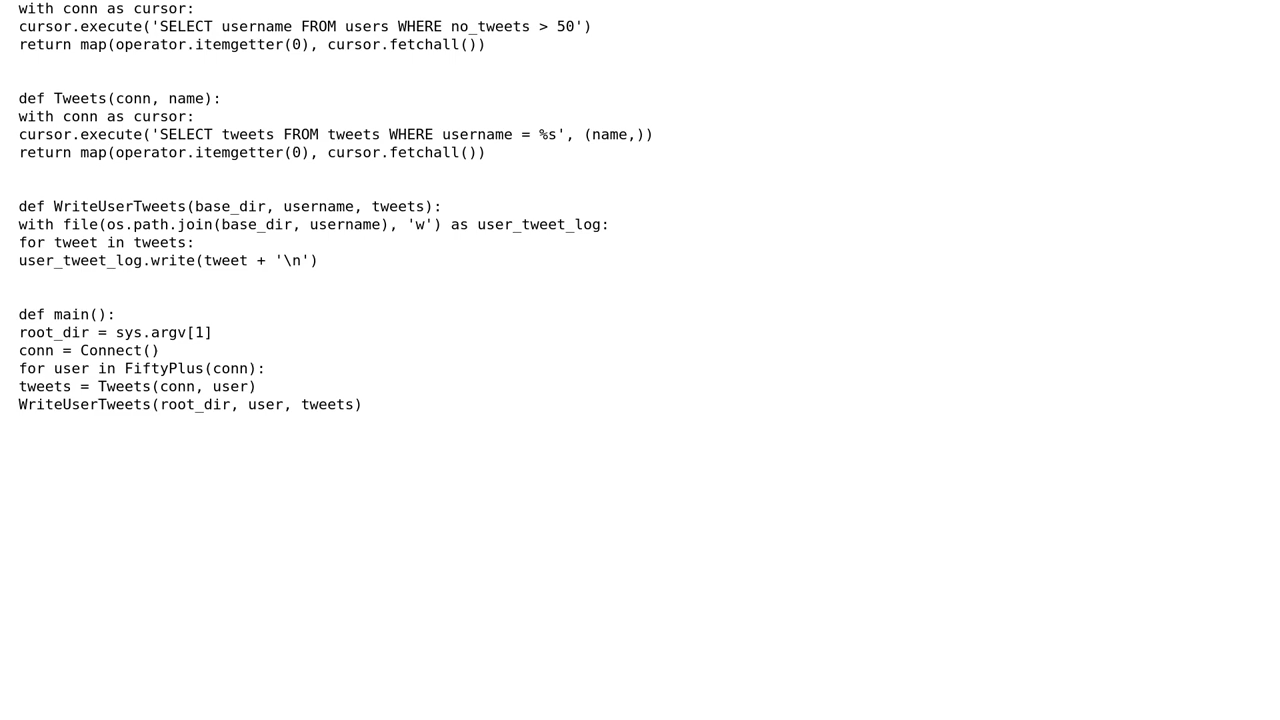 with conn as cursor:
cursor.execute('SELECT username FROM users WHERE no_tweets > 50')
return map(operator.itemgetter(0), cursor.fetchall())
def Tweets(conn, name):
with conn as cursor:
cursor.execute('SELECT tweets FROM tweets WHERE username = %s', (name,))
return map(operator.itemgetter(0), cursor.fetchall())
def WriteUserTweets(base_dir, username, tweets):
with file(os.path.join(base_dir, username), 'w') as user_tweet_log:
for tweet in tweets:
user_tweet_log.write(tweet + '\n')
def main():
root_dir = sys.argv[1]
conn = Connect()
for user in FiftyPlus(conn):
tweets = Tweets(conn, user)
WriteUserTweets(root_dir, user, tweets)